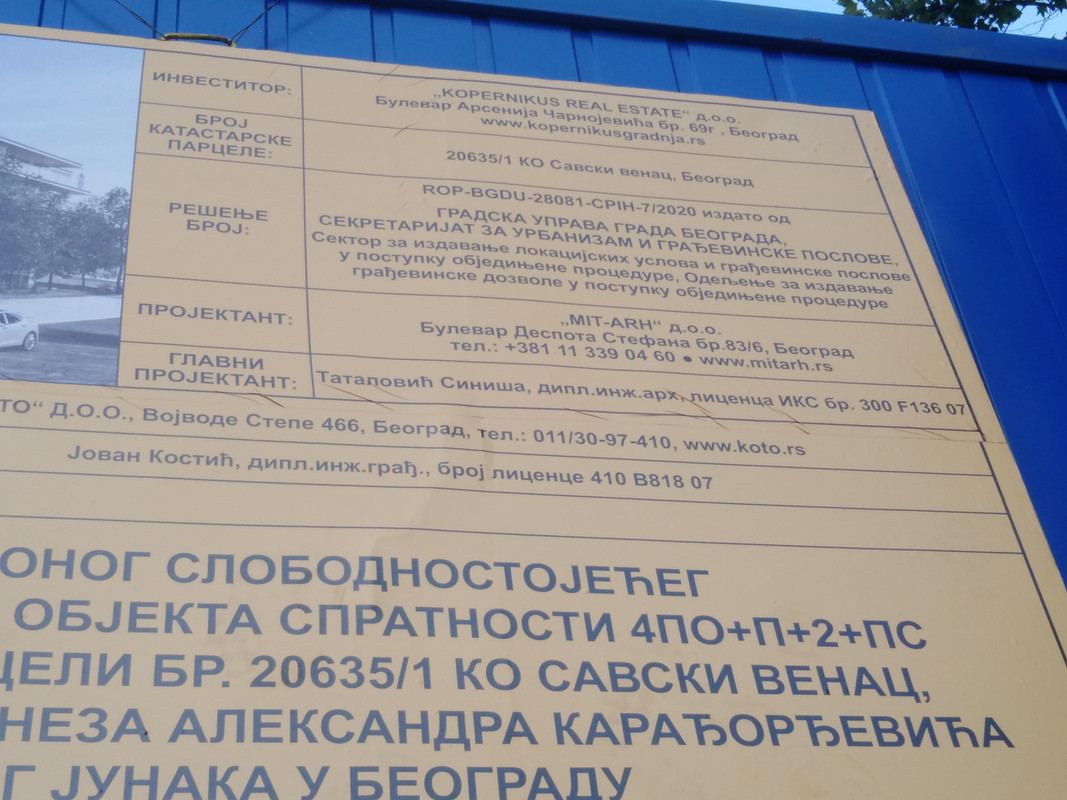 ИНВЕСТИТОР:
„KOPERNIKUS REAL ESTATE“ д.о.о.
Булевар Арсенија Чарнојевића бр. 69г , Београд
www.kopernikusgradnja.rs
БРОЈ
КАТАСТАРСКЕ
ПАРЦЕЛЕ:
20635/1 КО Савски венац, Београд
РЕШЕЊЕ
БРОЈ:
ROP-BGDU-28081-CPIH-7/2020 издато од
ГРАДСКА УПРАВА ГРАДА БЕОГРАДА,
СЕКРЕТАРИЈАТ ЗА УРБАНИЗАМ И ГРАЂЕВИНСКЕ ПОСЛОВЕ,
Сектор за издавање локацијских услова и грађевинске послове
у поступку обједињене процедуре, Одељење за издавање
грађевинске дозволе у поступку обједињене процедуре
ПРОЈЕКТАНТ:
„MIT-ARH“ д.о.о.
Булевар Деспота Стефана бр.83/6, Београд
тел.: +381 11 339 04 60 ● www.mitarh.rs
ГЛАВНИ
ПРОЈЕКТАНТ:
Таталовић Синиша, дипл.инж.арх, лиценца ИКС бр. 300 F136 07
ТО“ Д.О.О., Војводе Степе 466, Београд, тел.: 011/30-97-410, www.koto.rs
Јован Костић, дипл.инж.грађ., број лиценце 410 B818 07
ОНОГ СЛОБОДНОСТОЈЕЋЕГ
ОБЈЕКТА СПРАТНОСТИ 4ПО+П+2+ПС
ЦЕЛИ БР. 20635/1 КО САВСКИ ВЕНАЦ,
НЕЗА АЛЕКСАНДРА КАРАЂОРЂЕВИЋА
Г ЈУНАКА У БЕОГРАДУ